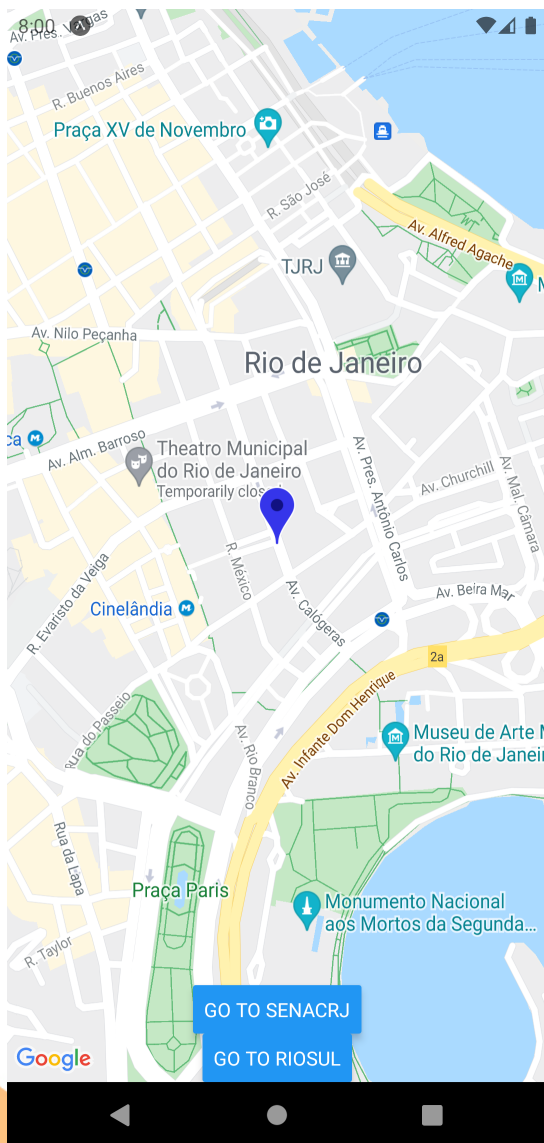 8:00
Av. Pres. Vargas
R. Buenos Aires
Praça XV de Novembro
R. São José
Av. Alfred Agache
TJRJ
M
Av. Nilo Peçanha
Rio de Janeiro
ca
Av. Alm. Barroso
Theatro Municipal
do Rio de Janeiro
Temporarily closed
Av. Pres. Antônio Carlos
Av. Churchill
Av. Mal. Câmara
R. México
R. Evaristo da Veiga
Cinelândia
Av. Calógeras
Av. Beira Mar
2a
Av. Infante Dom Henrique
Rua do Passeio
Av. Rio Branco
Museu de Arte M
do Rio de Janeir
Rua da Lapa
Praça Paris
Monumento Nacional
aos Mortos da Segunda...
R. Taylor
GO TO SENACRJ
GO TO RIOSUL
Google